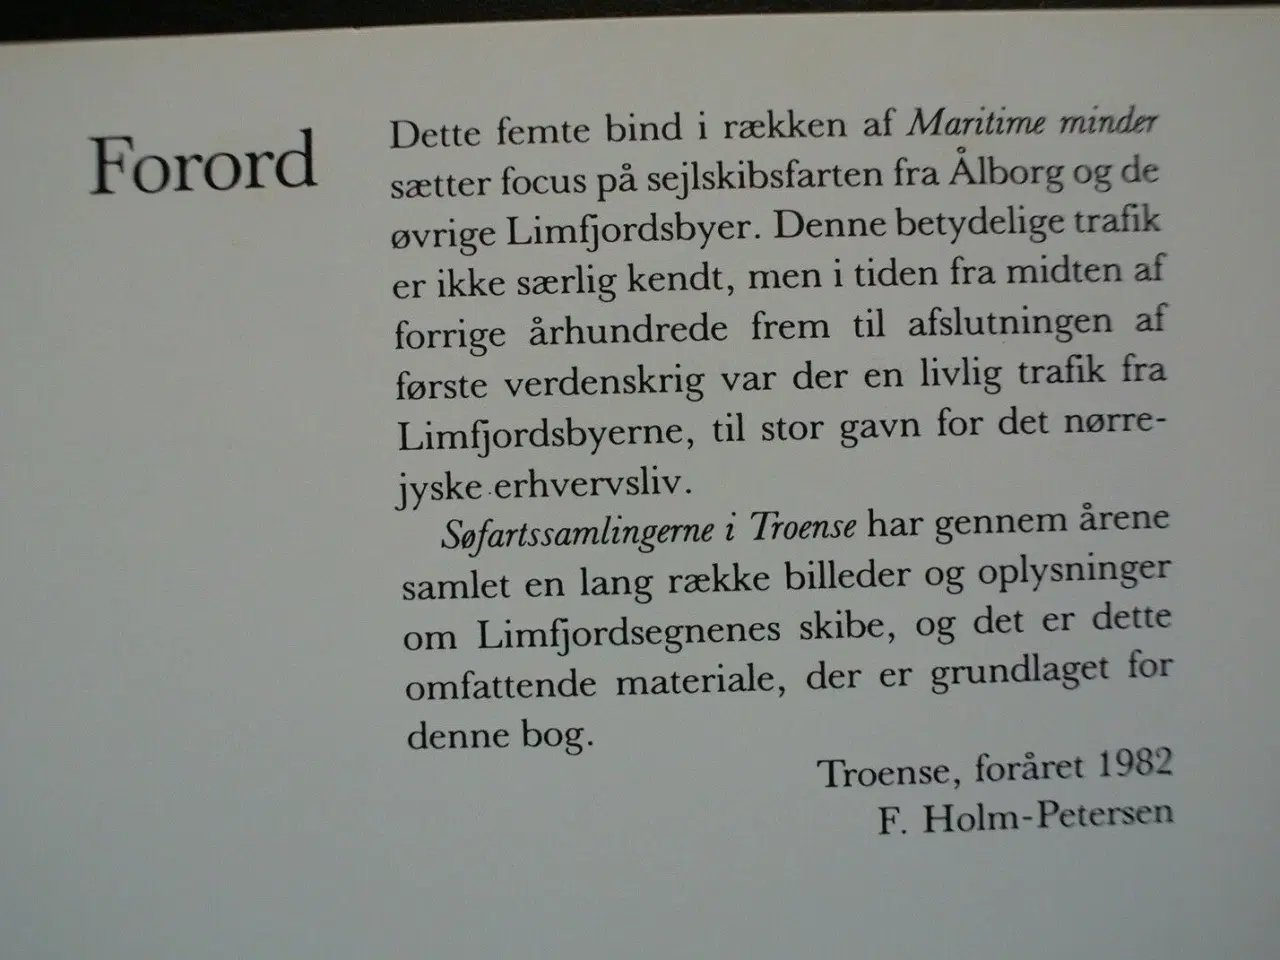 Forord
Dette femte bind i rækken af Maritime minder
sætter focus på sejlskibsfarten fra Ålborg og de
øvrige Limfjordsbyer. Denne betydelige trafik
er ikke særlig kendt, men i tiden fra midten af
forrige århundrede frem til afslutningen af
første verdenskrig var der en livlig trafik fra
Limfjordsbyerne, til stor gavn for det nørre-
jyske erhvervsliv.
Søfartssamlingerne i Troense har gennem årene
samlet en lang række billeder og oplysninger
om Limfjordsegnenes skibe, og det er dette
omfattende materiale, der er grundlaget for
denne bog.
Troense, foråret 1982
F. Holm-Petersen